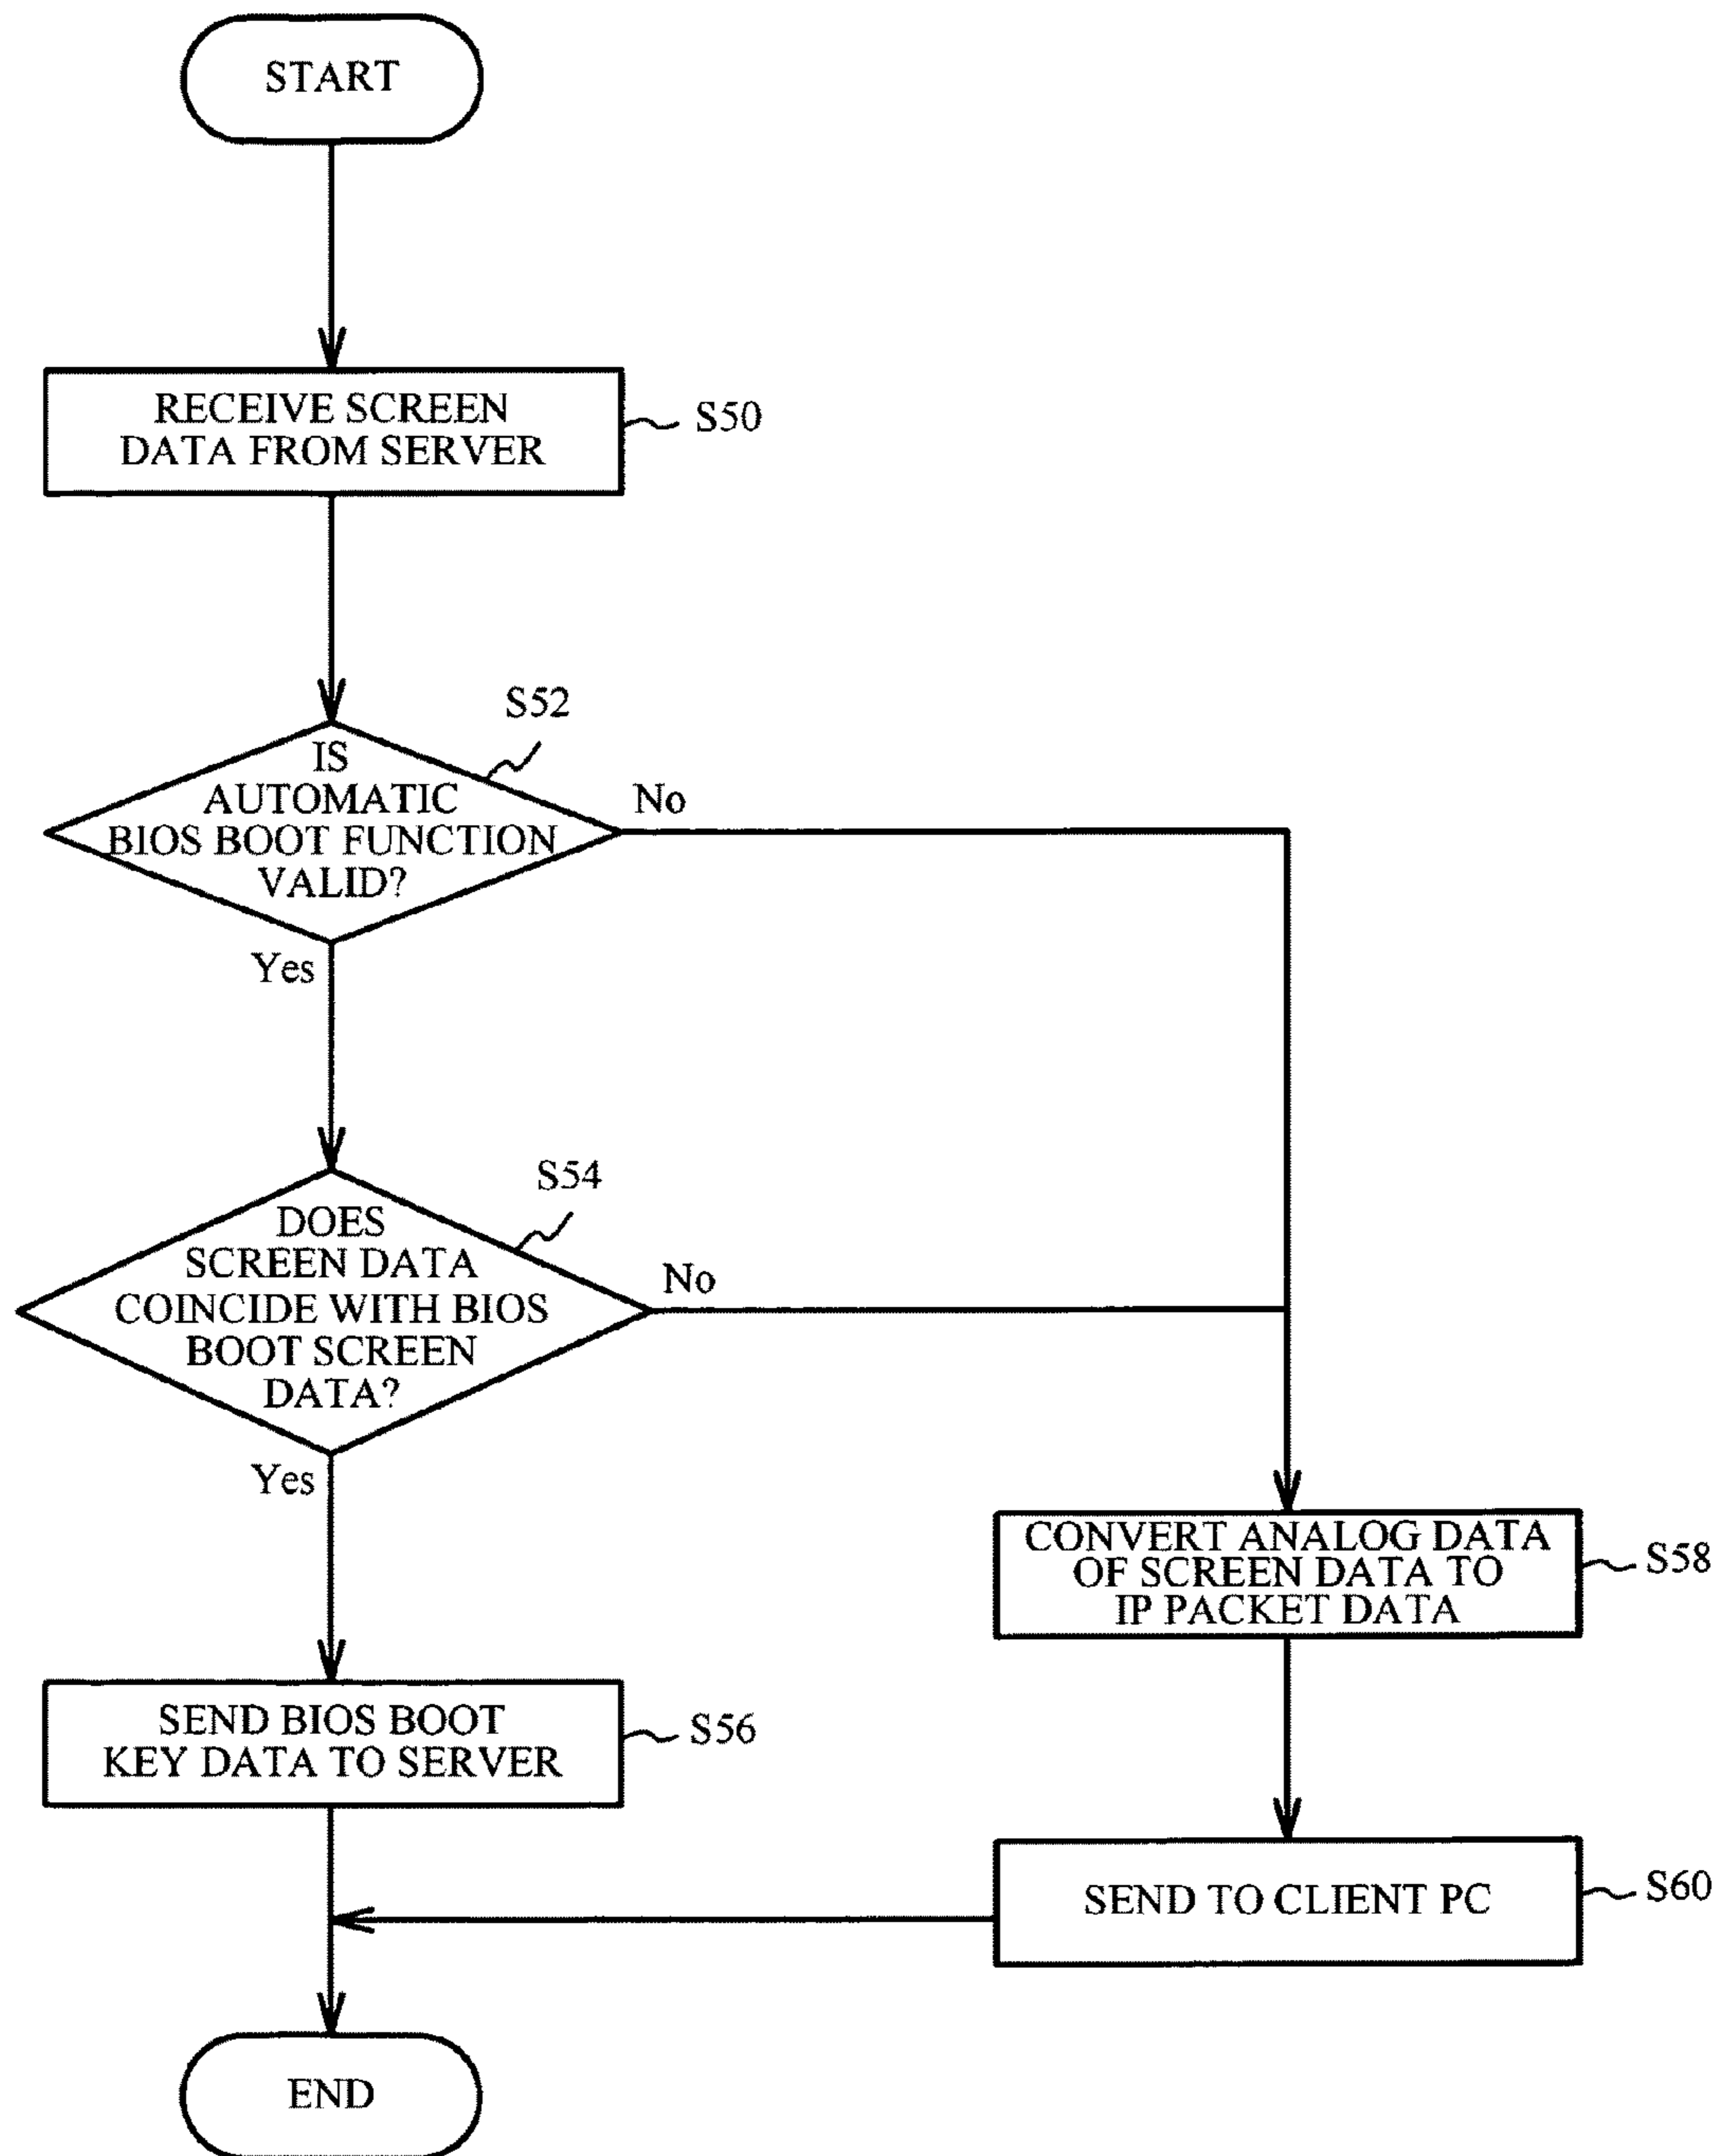 START
RECEIVE SCREEN
DATA FROM SERVER
S50
S52
IS
AUTOMATIC
BIOS BOOT FUNCTION
VALID?
No
Yes
S54
DOES
SCREEN DATA
COINCIDE WITH BIOS
BOOT SCREEN
DATA?
No
Yes
SEND BIOS BOOT
KEY DATA TO SERVER
S56
CONVERT ANALOG DATA
OF SCREEN DATA TO
IP PACKET DATA
S58
SEND TO CLIENT PC
S60
END